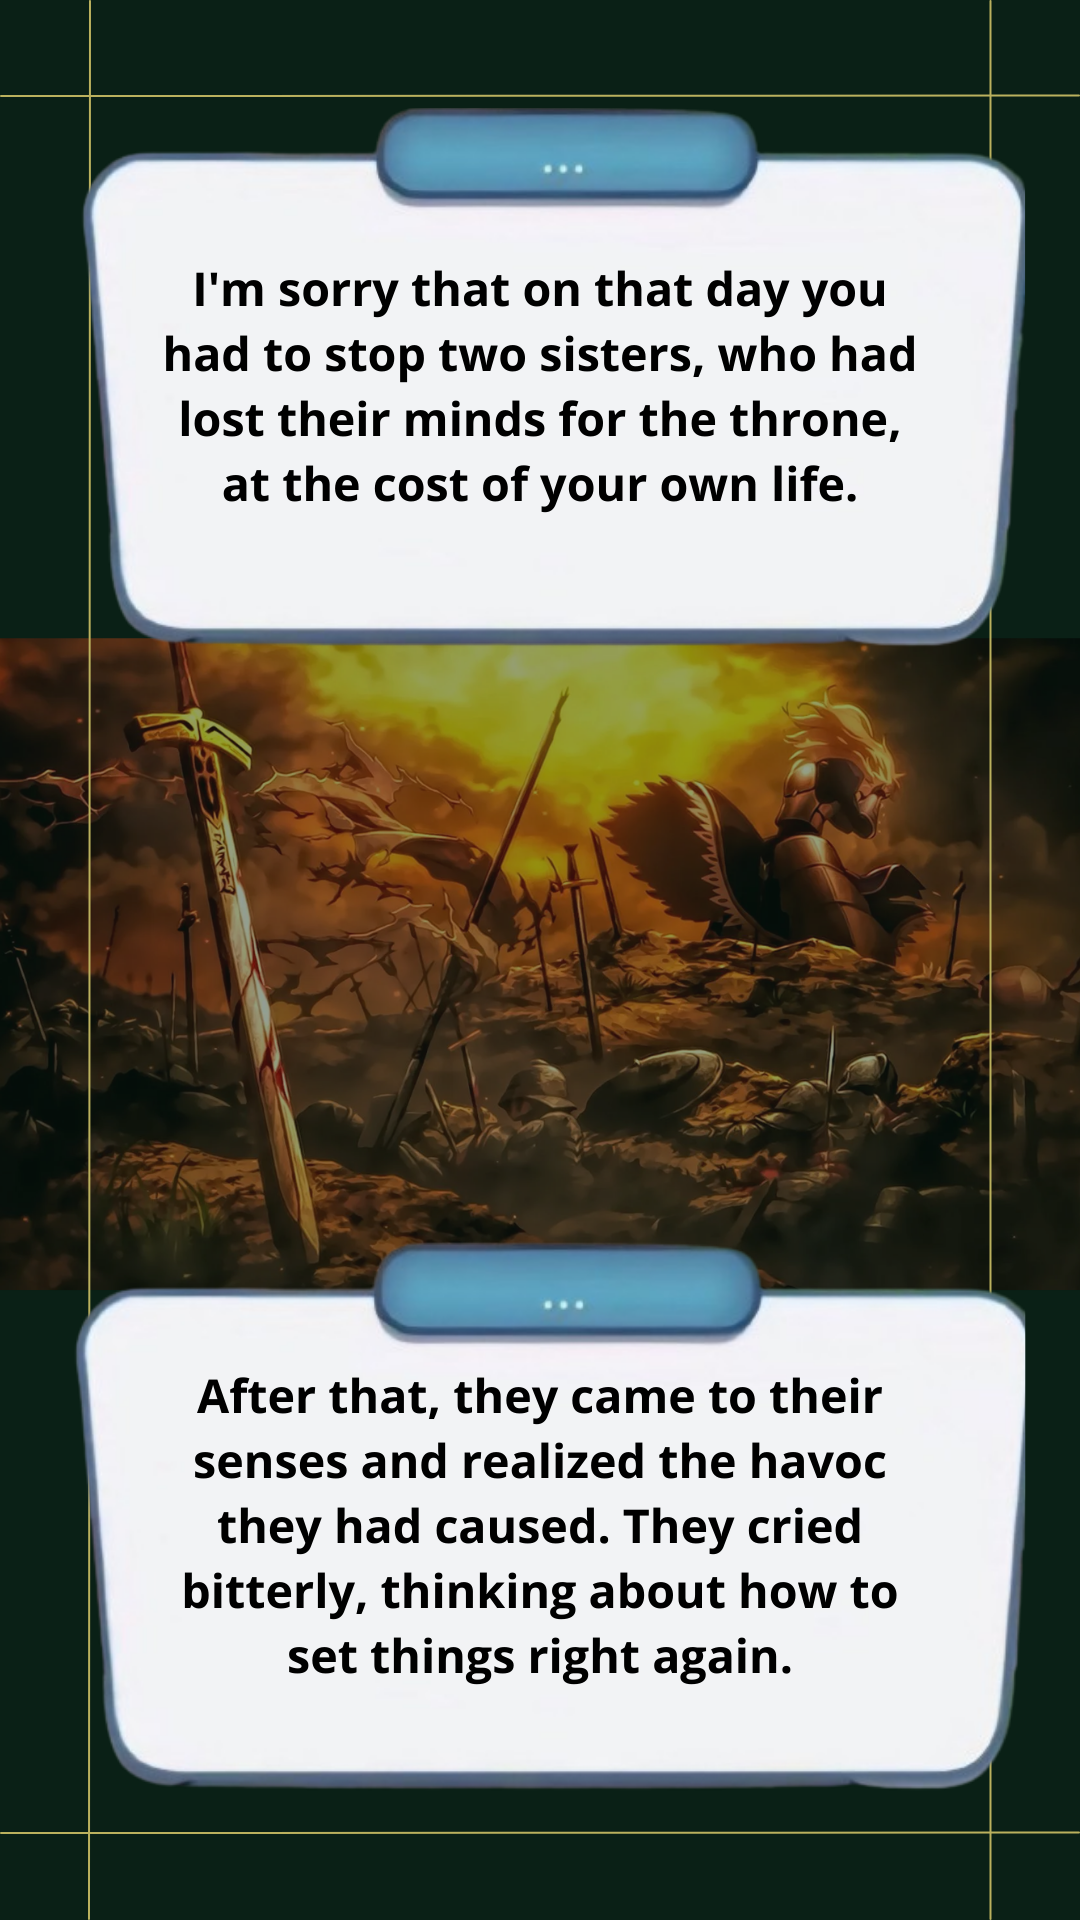 ...
I'm sorry that on that day you
had to stop two sisters, who had
lost their minds for the throne,
at the cost of your own life.
...
After that, they came to their
senses and realized the havoc
they had caused. They cried
bitterly, thinking about how to
set things right again.